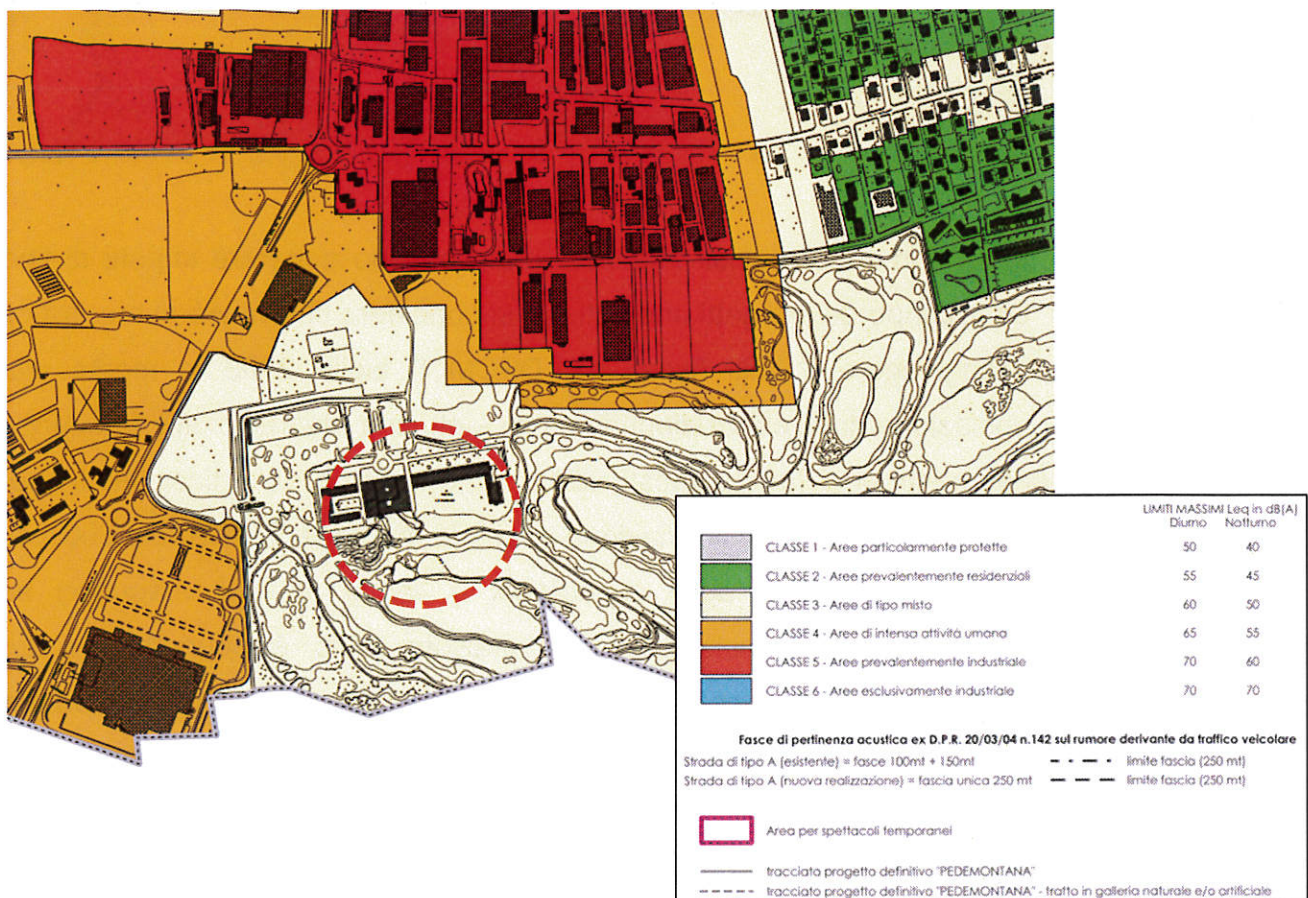 LIMITI MASSIMI Leq in dB(A)
Diurno Notturno
CLASSE 1 - Aree particolarmente protette 50 40
CLASSE 2 - Aree prevalentemente residenziali 55 45
CLASSE 3 - Aree di tipo misto 60 50
CLASSE 4 - Aree di intensa attività umana 65 55
CLASSE 5 - Aree prevalentemente industriale 70 60
CLASSE 6 - Aree esclusivamente industriale 70 70
Fasce di pertinenza acustica ex D.P.R. 20/03/04 n.142 sul rumore derivante da traffico veicolare
Strada di tipo A (esistente) = fasce 100mt + 150mt limite fascia (250 mt)
Strada di tipo A (nuova realizzazione) = fascia unica 250 mt limite fascia (250 mt)
Area per spettacoli temporanei
tracciato progetto definitivo "PEDEMONTANA"
tracciato progetto definitivo "PEDEMONTANA" - tratto in galleria naturale e/o artificiale